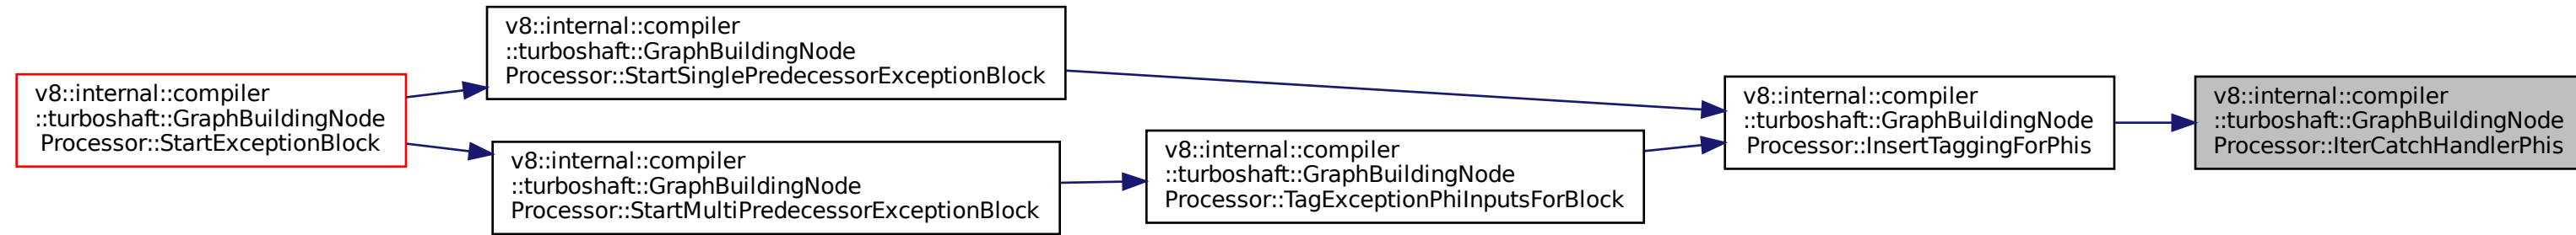 v8::internal::compiler
::turboshaft::GraphBuildingNode
Processor::StartExceptionBlock
v8::internal::compiler
::turboshaft::GraphBuildingNode
Processor::StartSinglePredecessorExceptionBlock
v8::internal::compiler
::turboshaft::GraphBuildingNode
Processor::StartMultiPredecessorExceptionBlock
v8::internal::compiler
::turboshaft::GraphBuildingNode
Processor::TagExceptionPhiInputsForBlock
v8::internal::compiler
::turboshaft::GraphBuildingNode
Processor::InsertTaggingForPhis
v8::internal::compiler
::turboshaft::GraphBuildingNode
Processor::IterCatchHandlerPhis